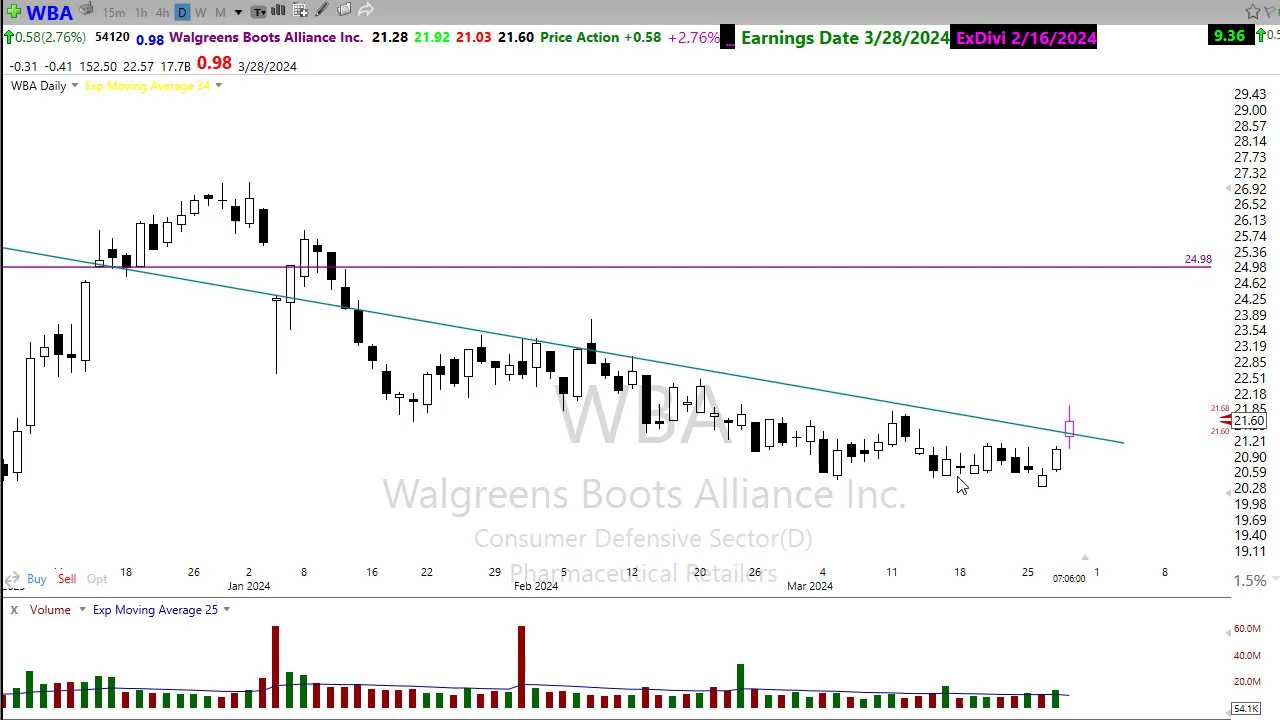 WBA 15m 1h 4h D W M T
0.58(2.76%) 54120 0.98 Walgreens Boots Alliance Inc. 21.28 21.92 21.03 21.60 Price Action +0.58 +2.76% Earnings Date 3/28/2024 ExDivi 2/16/2024 9.36
-0.31 -0.41 152.50 22.57 17.7B 0.98 3/28/2024
WBA Daily Exp Moving Average 34
29.43
29.00
28.57
28.14
27.73
27.32
26.92
26.52
26.13
25.74
25.36
24.98 24.98
24.62
24.25
23.89
23.54
23.19
22.85
22.51
22.18
21.85
21.68
21.60
21.60
21.21
20.90
20.59
20.28
19.98
19.69
19.40
19.11
WBA
Walgreens Boots Alliance Inc.
Consumer Defensive Sector(D)
Pharmaceutical Retailers
Buy Sell Opt
18 26 2 8 16 22 29 5 12 20 26 4 11 18 25 1 8
Jan 2024 Feb 2024 Mar 2024 07:06:00
1.5%
X Volume Exp Moving Average 25
60.0M
40.0M
20.0M
54.1K